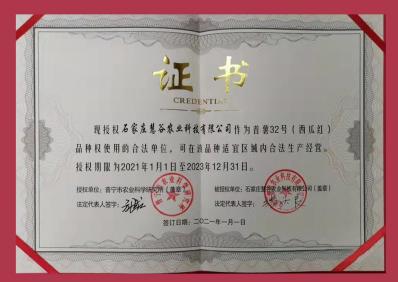 证书
CREDENTIAL
现授权石家庄慧谷农业科技有限公司作为普薯32号(西瓜红)
品种权使用的合法单位,可在该品种适宜区域内合法生产经营。
授权期限为2021年1月1日至2023年12月31日。
授权单位:普宁市农业科学研究所(盖章) 被授权单位:石家庄慧谷农业科技有限公司(盖章)
法定代表人签字: 法定代表人签字:
签订日期:二〇二一年一月一日